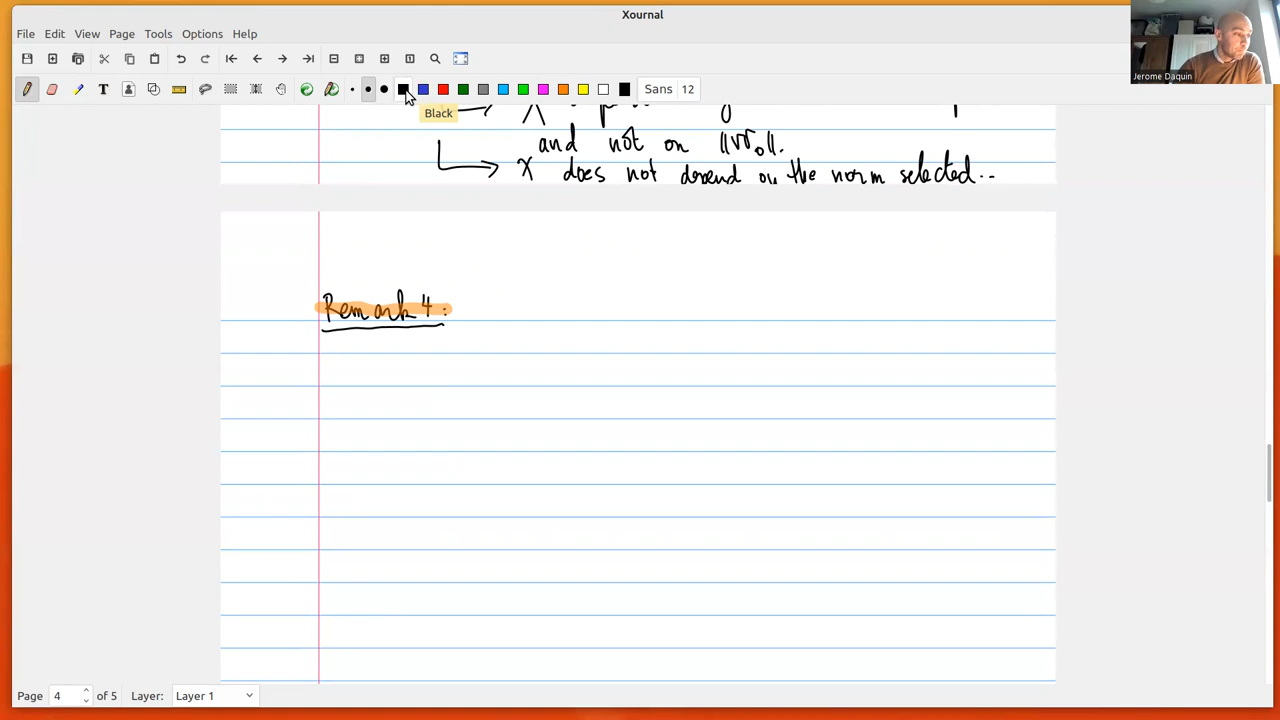 Xournal
File Edit View Page Tools Options Help
Jerome Daquin
Sans 12
Black
and not on ||w₀||.
χ does not depend on the norm selected...
Remark 4:
Page 4 of 5 Layer: Layer 1